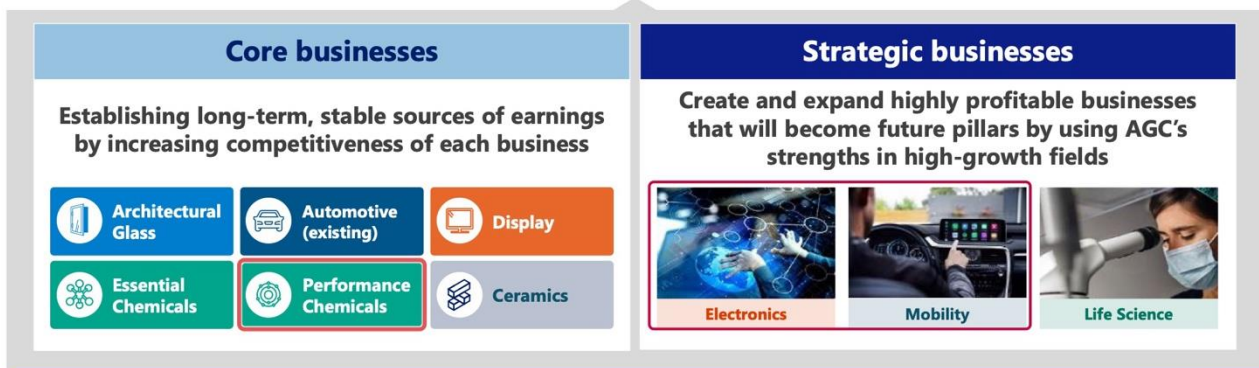 Core businesses
Establishing long-term, stable sources of earnings
by increasing competitiveness of each business
Architectural
Glass
Automotive
(existing)
Display
Essential
Chemicals
Performance
Chemicals
Ceramics
Strategic businesses
Create and expand highly profitable businesses
that will become future pillars by using AGC's
strengths in high-growth fields
Electronics
Mobility
Life Science